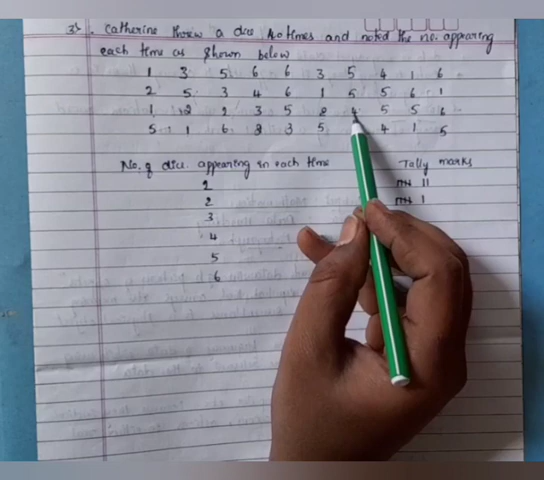 3). Catherine threw a dice 40 times and noted the no. appearing
each time as shown below
1 3 5 6 6 3 5 4 1 6
2 5 3 4 6 1 5 5 6 1
1 2 2 3 5 2 4 5 5 6
5 1 6 2 3 5 4 1 5
No. of dice appearing in each time Tally marks
1 𝍸 ||
2 𝍸 |
3
4
5
6